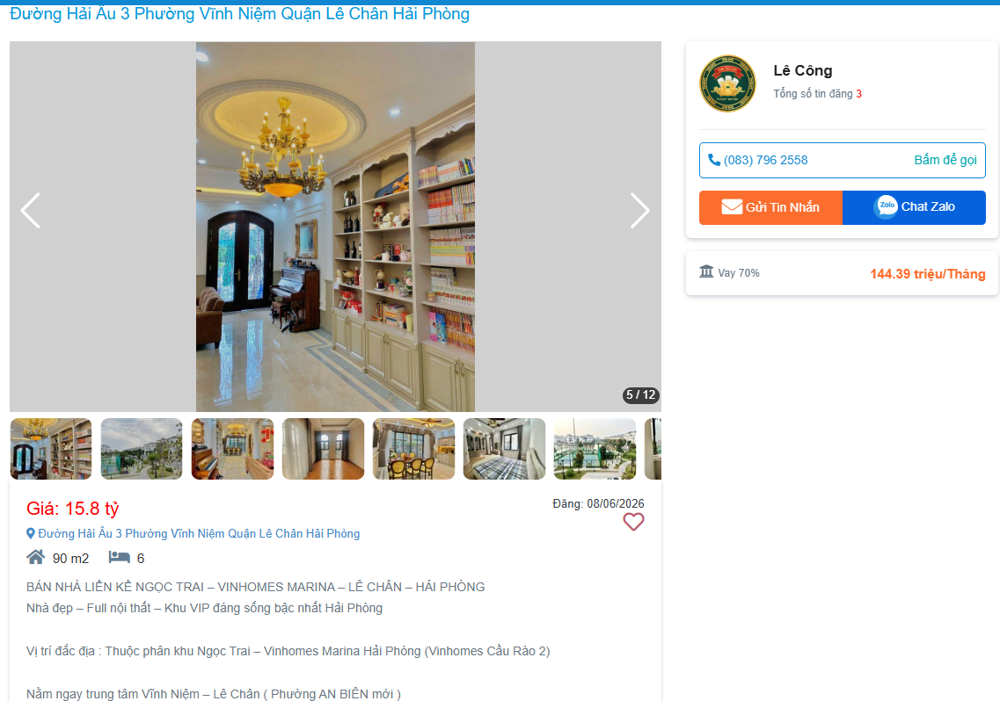 Đường Hải Âu 3 Phường Vĩnh Niệm Quận Lê Chân Hải Phòng
5 / 12
Lê Công
Tổng số tin đăng 3
(083) 796 2558
Bấm để gọi
Gửi Tin Nhắn
Zalo
Chat Zalo
Vay 70%
144.39 triệu/Tháng
Giá: 15.8 tỷ
Đăng: 08/06/2026
Đường Hải Âu 3 Phường Vĩnh Niệm Quận Lê Chân Hải Phòng
90 m2
6
BÁN NHÀ LIỀN KỀ NGỌC TRAI – VINHOMES MARINA – LÊ CHÂN – HẢI PHÒNG
Nhà đẹp – Full nội thất – Khu VIP đáng sống bậc nhất Hải Phòng
Vị trí đắc địa : Thuộc phân khu Ngọc Trai – Vinhomes Marina Hải Phòng (Vinhomes Cầu Rào 2)
Nằm ngay trung tâm Vĩnh Niệm – Lê Chân ( Phường AN BIÊN mới )